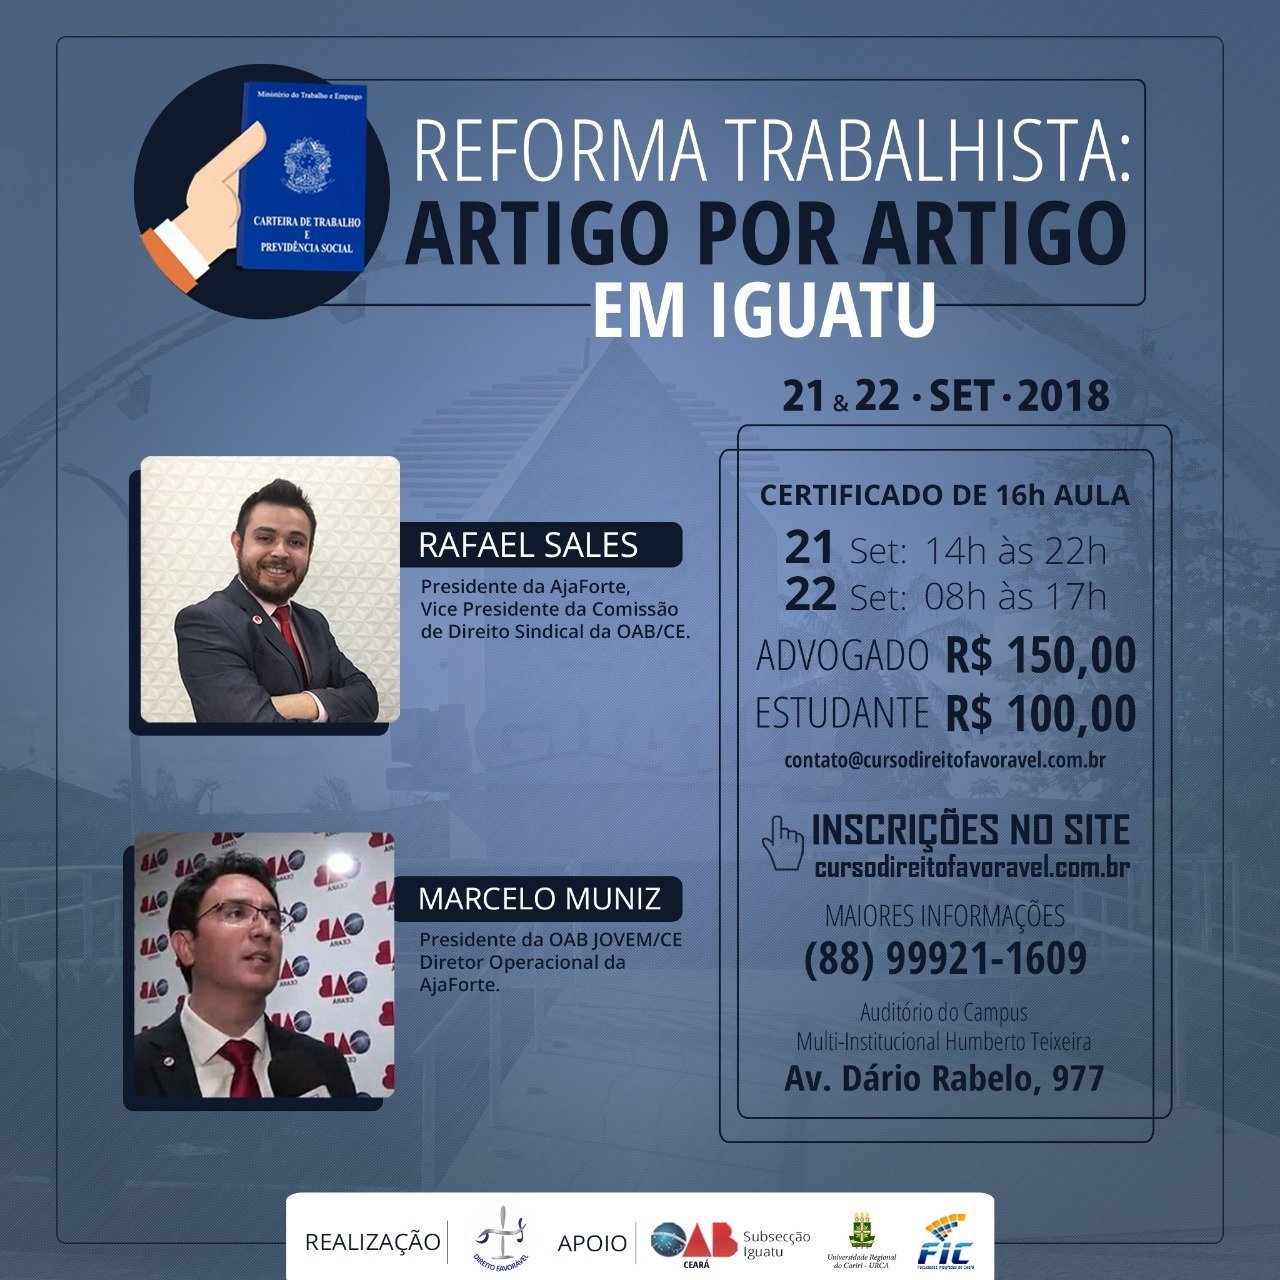 Ministério do Trabalho e Emprego
CARTEIRA DE TRABALHO
E
PREVIDÊNCIA SOCIAL
REFORMA TRABALHISTA:
ARTIGO POR ARTIGO
EM IGUATU
21 & 22 · SET · 2018
RAFAEL SALES
Presidente da AjaForte,
Vice Presidente da Comissão
de Direito Sindical da OAB/CE.
MARCELO MUNIZ
Presidente da OAB JOVEM/CE
Diretor Operacional da
AjaForte.
CERTIFICADO DE 16h AULA
21 Set: 14h às 22h
22 Set: 08h às 17h
ADVOGADO R$ 150,00
ESTUDANTE R$ 100,00
contato@cursodireitofavoravel.com.br
INSCRIÇÕES NO SITE
cursodireitofavoravel.com.br
MAIORES INFORMAÇÕES
(88) 99921-1609
Auditório do Campus
Multi-Institucional Humberto Teixeira
Av. Dário Rabelo, 977
REALIZAÇÃO
DIREITO FAVORÁVEL
APOIO
OAB
CEARÁ
Subsecção
Iguatu
Universidade Regional
do Cariri - URCA
FIC